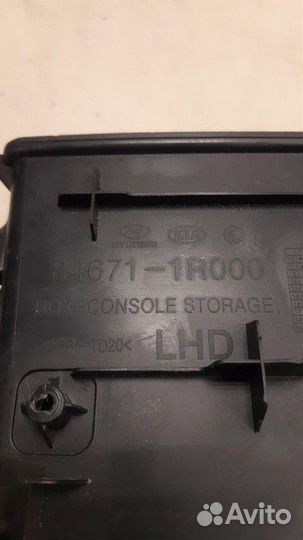 HYUNDAI KIA
84671-1R000
BOX-CONSOLE STORAGE,
>PP-TD20< LHD
Avito